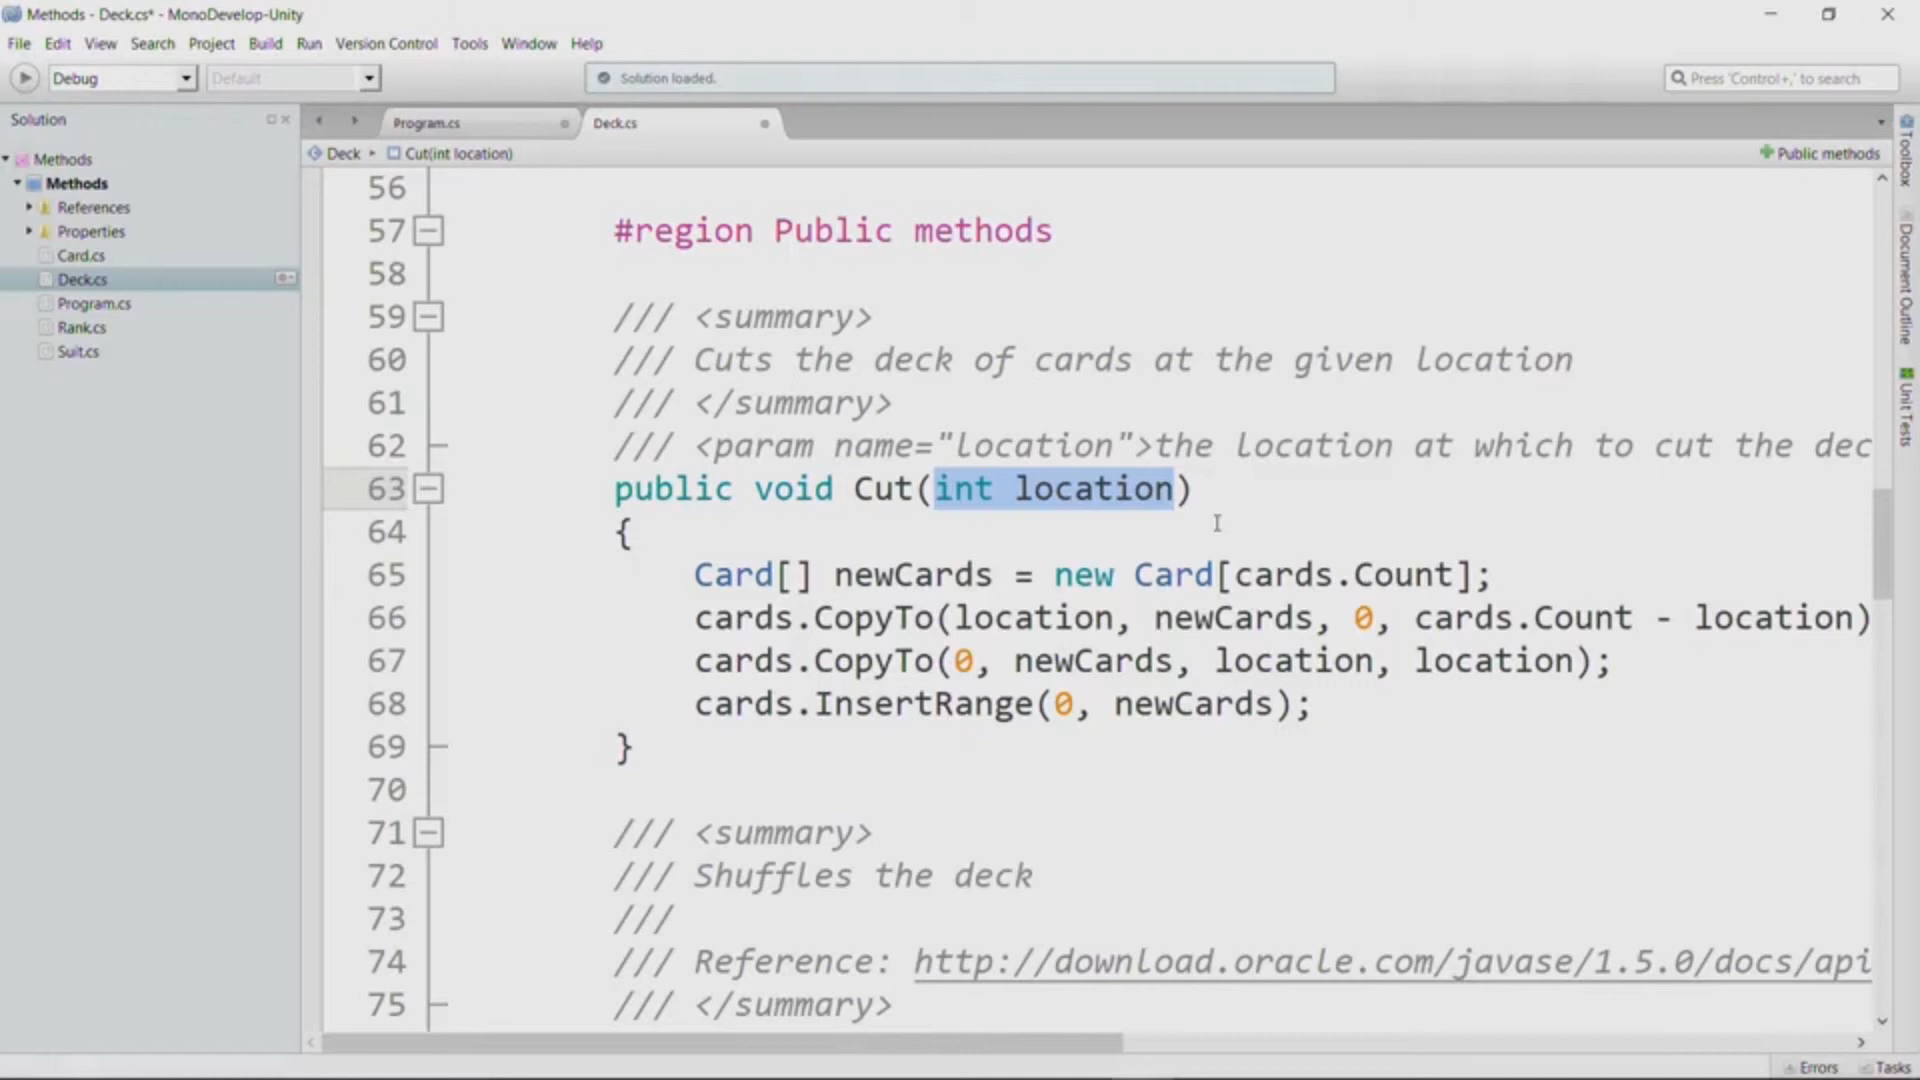 Methods - Deck.cs* - MonoDevelop-Unity
File Edit View Search Project Build Run Version Control Tools Window Help
Debug Default Solution loaded. Press 'Control+,' to search
Solution
Program.cs Deck.cs
Deck Cut(int location) Public methods
Methods
Methods
References
Properties
Card.cs
Deck.cs
Program.cs
Rank.cs
Suit.cs
56
57 #region Public methods
58
59 /// <summary>
60 /// Cuts the deck of cards at the given location
61 /// </summary>
62 /// <param name="location">the location at which to cut the dec
63 public void Cut(int location)
64 {
65 Card[] newCards = new Card[cards.Count];
66 cards.CopyTo(location, newCards, 0, cards.Count - location)
67 cards.CopyTo(0, newCards, location, location);
68 cards.InsertRange(0, newCards);
69 }
70
71 /// <summary>
72 /// Shuffles the deck
73 ///
74 /// Reference: http://download.oracle.com/javase/1.5.0/docs/api
75 /// </summary>
Toolbox
Document Outline
Unit Tests
Errors Tasks